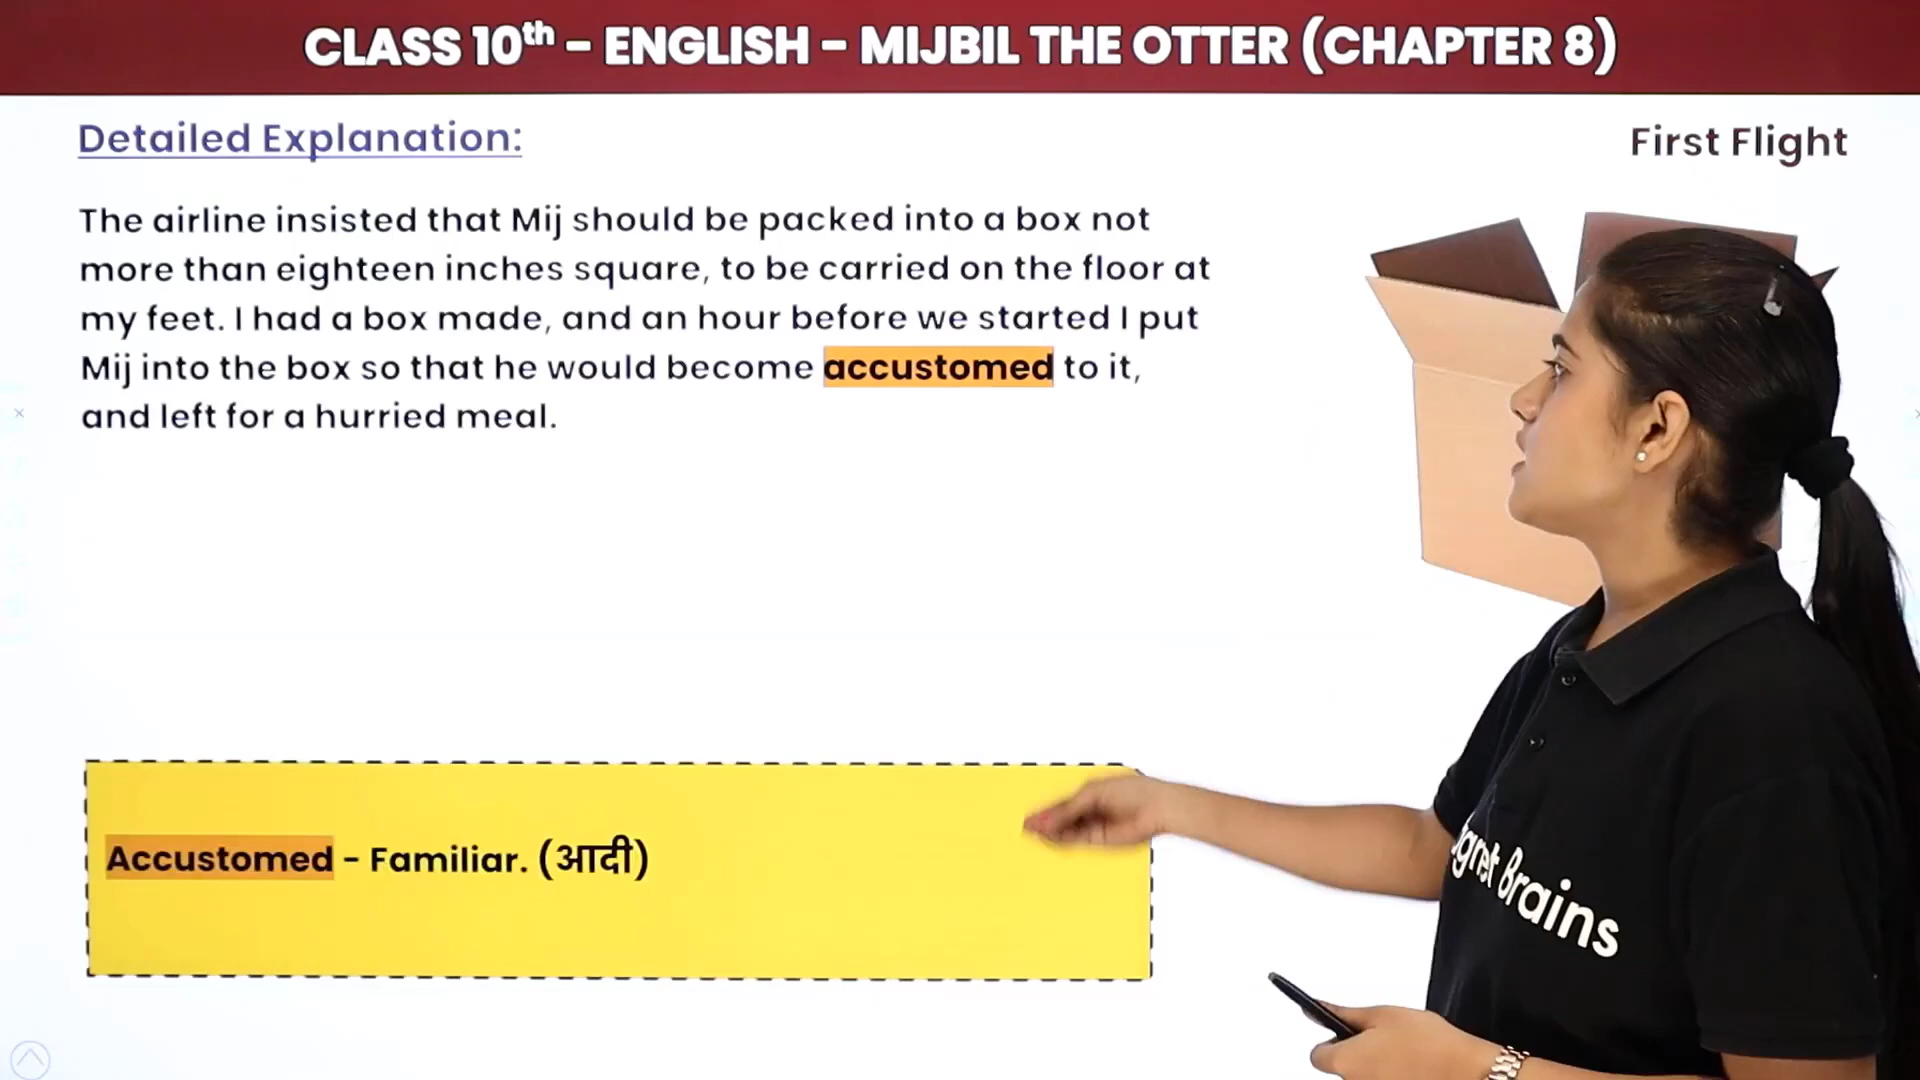 CLASS 10th – ENGLISH – MIJBIL THE OTTER (CHAPTER 8)
Detailed Explanation:
First Flight
The airline insisted that Mij should be packed into a box not
more than eighteen inches square, to be carried on the floor at
my feet. I had a box made, and an hour before we started I put
Mij into the box so that he would become accustomed to it,
and left for a hurried meal.
Accustomed - Familiar. (आदी)
Brains